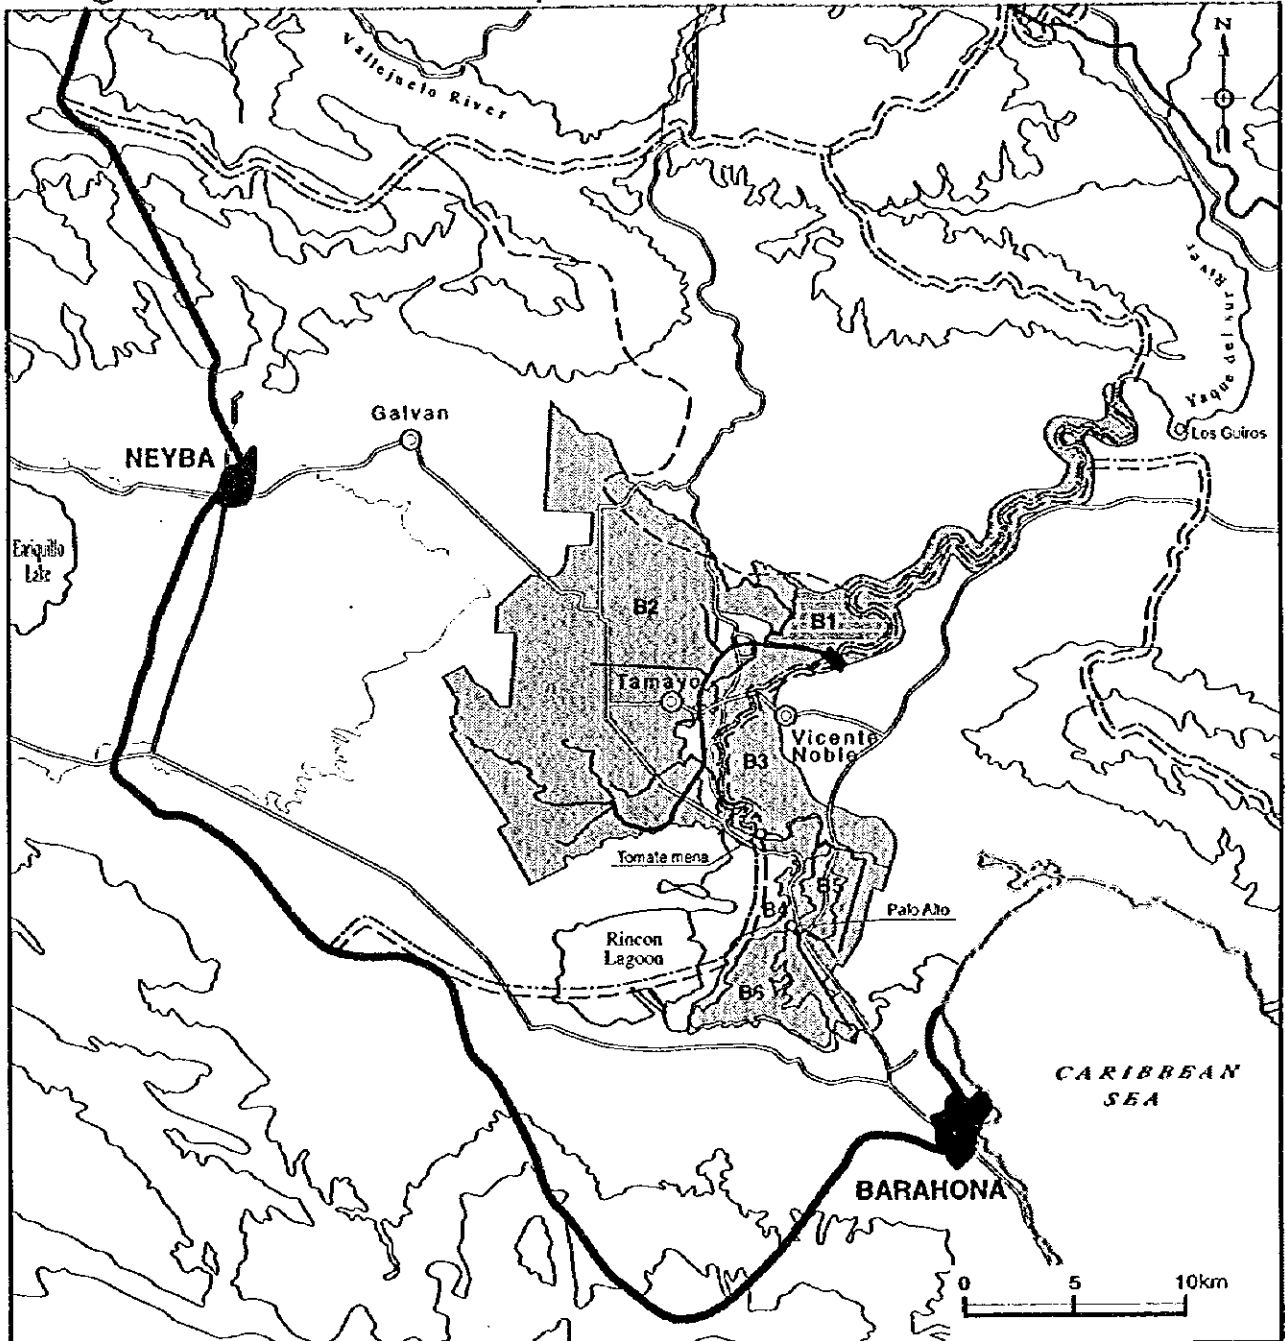 N
Vallejuelo River
Yaque del sur River
Galvan
Los Guiros
NEYBA
Enriquillo
Lake
B2
B1
Tamayo
Vicente
Noble
B3
Tomate mena
B5
B4
Palo Alto
Rincon
Lagoon
B6
CARIBBEAN
SEA
BARAHONA
0 5 10km